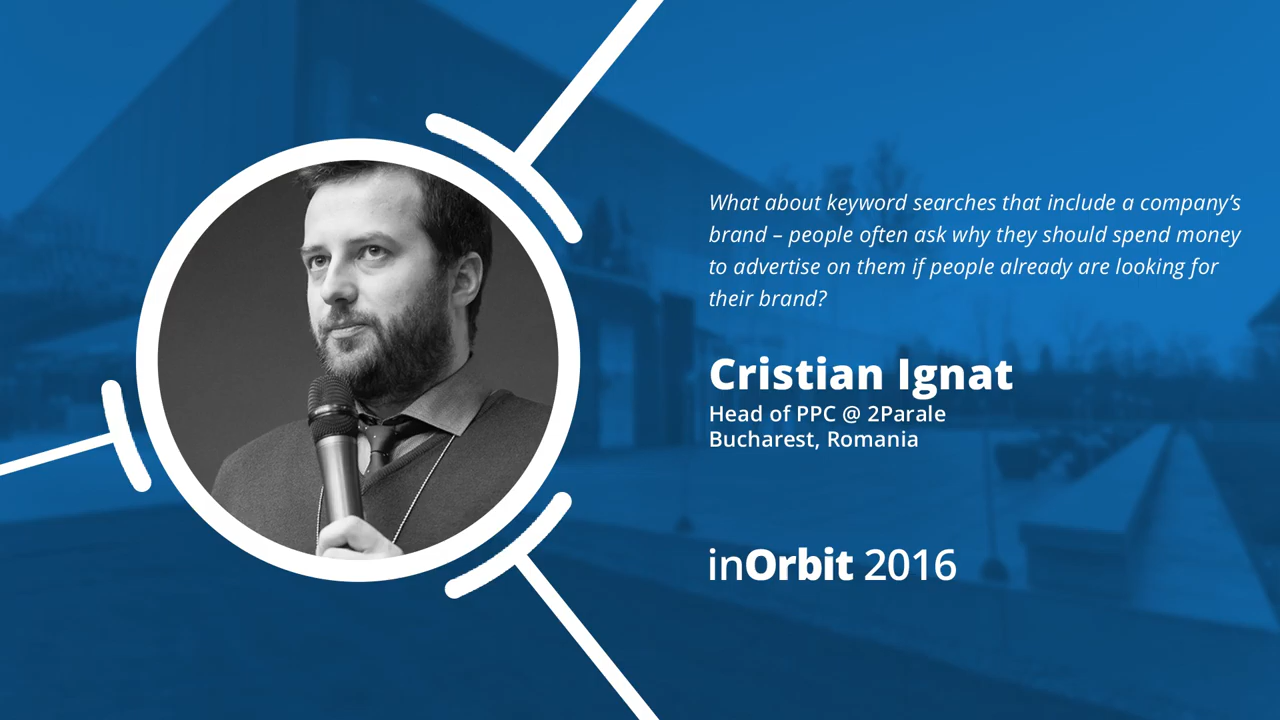 What about keyword searches that include a company’s
brand – people often ask why they should spend money
to advertise on them if people already are looking for
their brand?
Cristian Ignat
Head of PPC @ 2Parale
Bucharest, Romania
inOrbit 2016